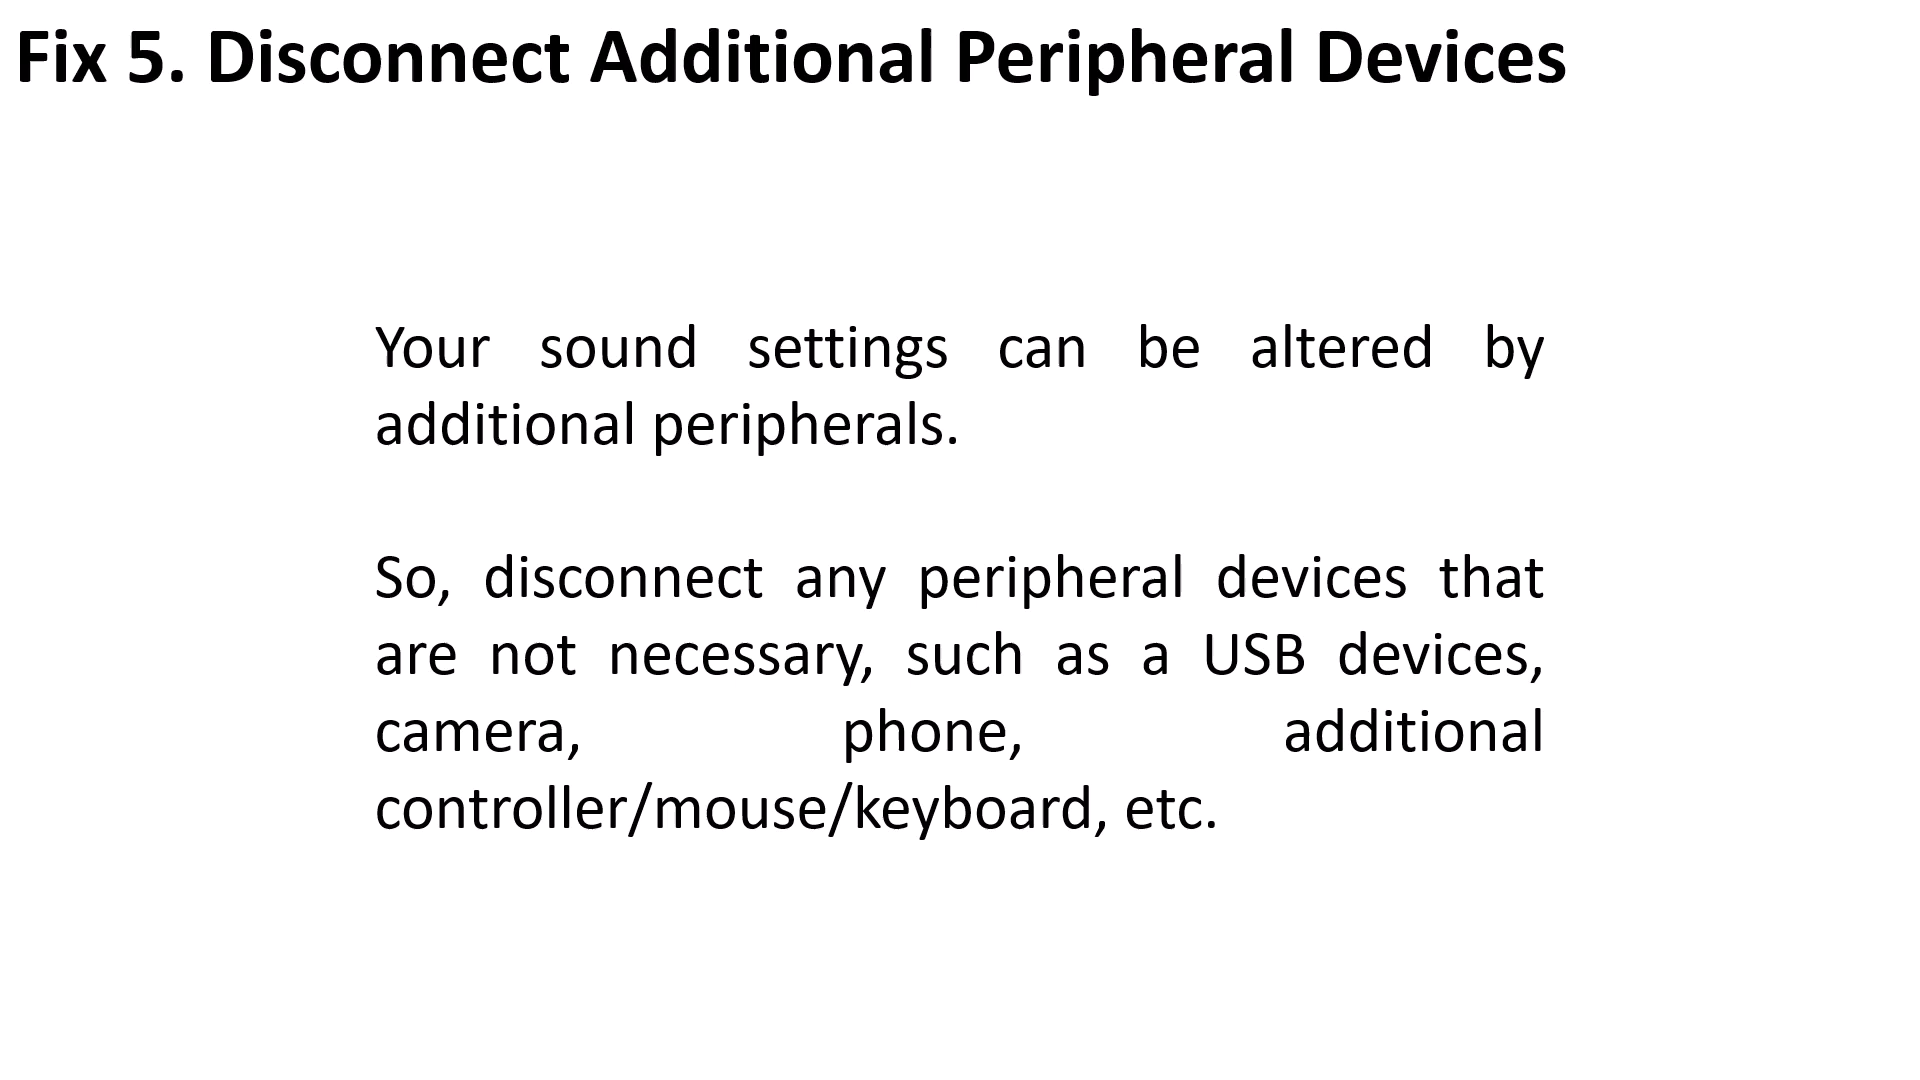 Fix 5. Disconnect Additional Peripheral Devices
Your sound settings can be altered by
additional peripherals.
So, disconnect any peripheral devices that
are not necessary, such as a USB devices,
camera, phone, additional
controller/mouse/keyboard, etc.